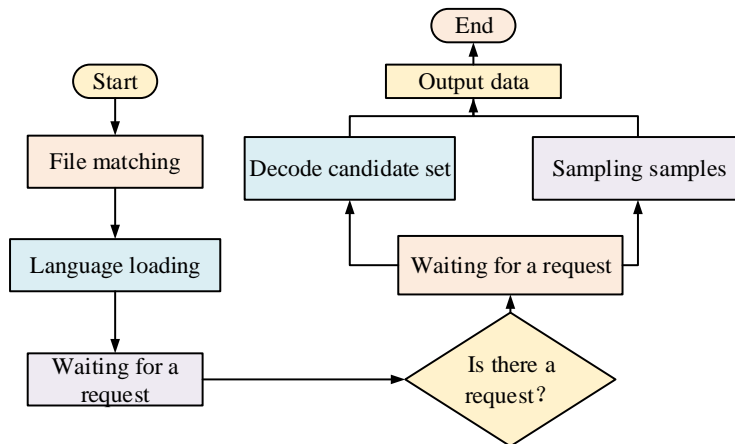 Start
File matching
Language loading
Waiting for a
request
Is there a
request?
Waiting for a request
Decode candidate set
Sampling samples
Output data
End